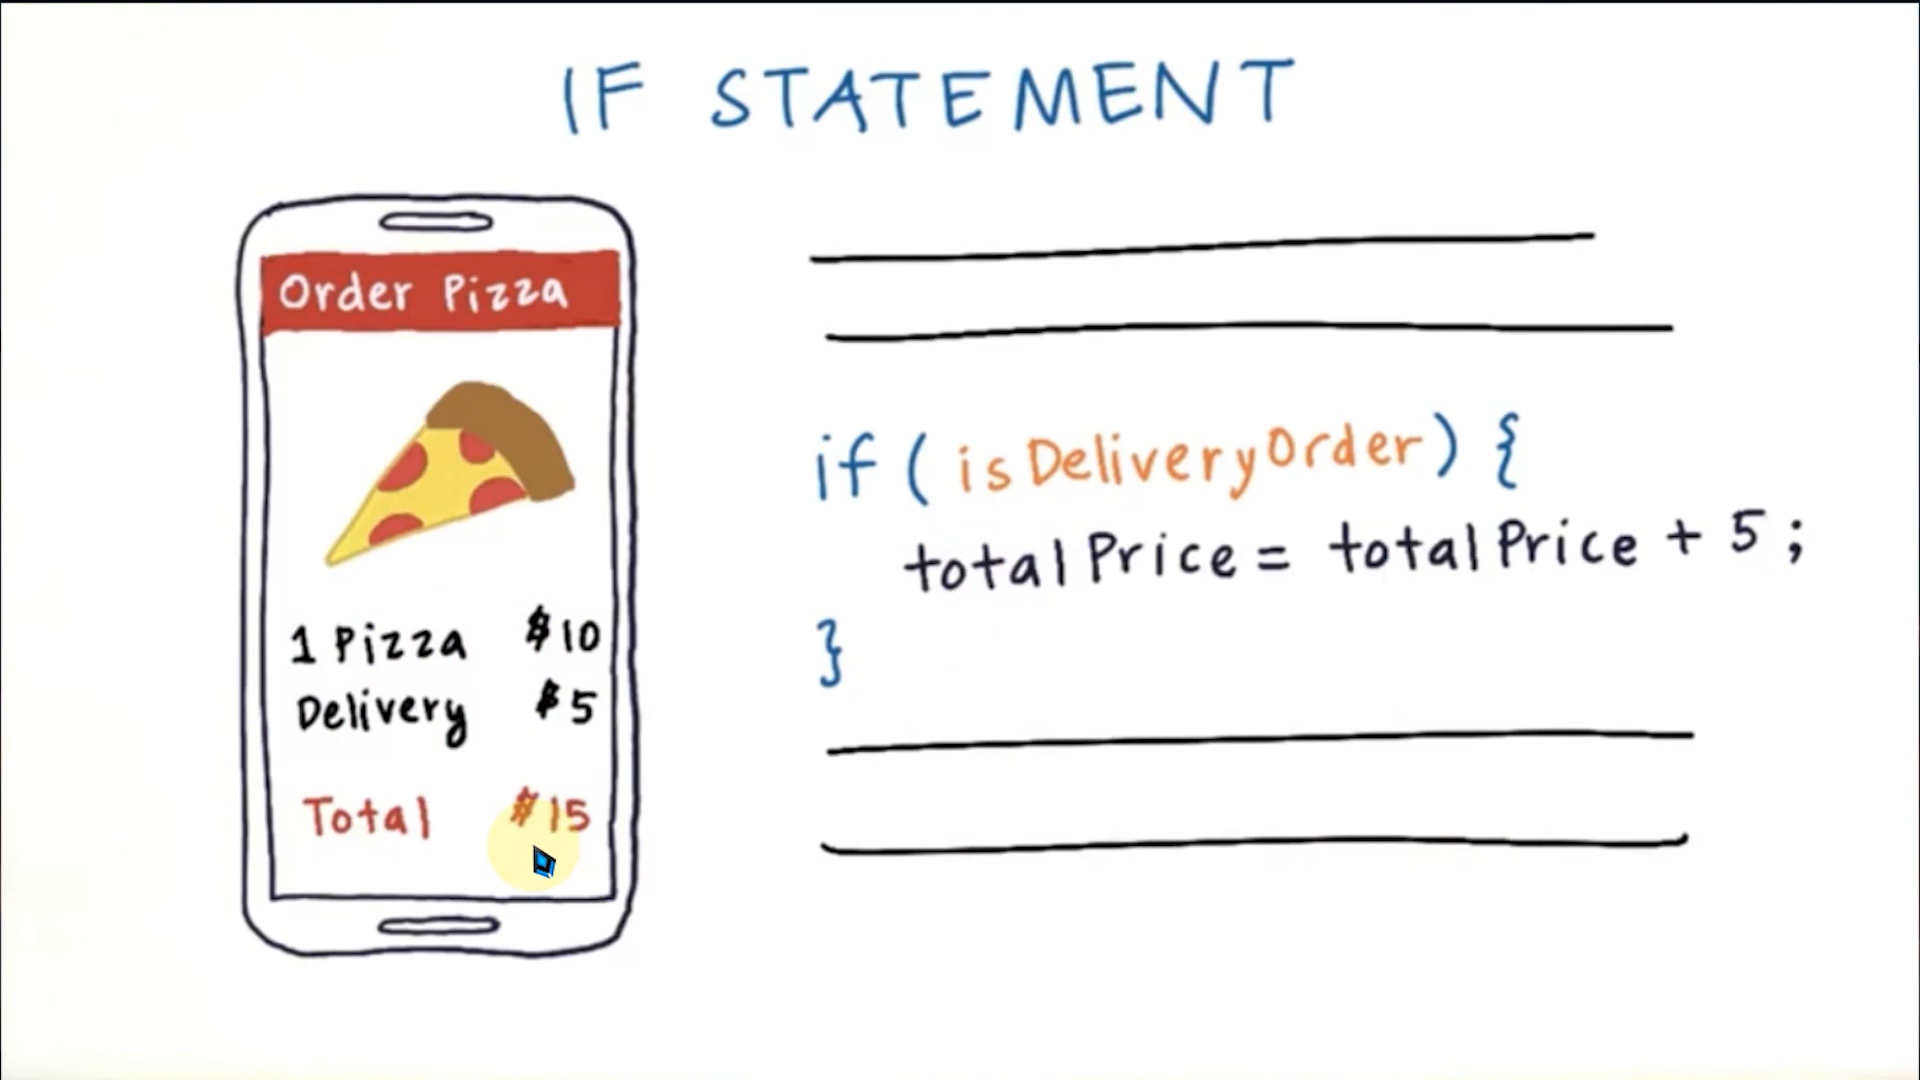 IF STATEMENT
Order Pizza
1 Pizza $10
Delivery $5
Total $15
if (isDeliveryOrder) {
totalPrice = totalPrice + 5;
}